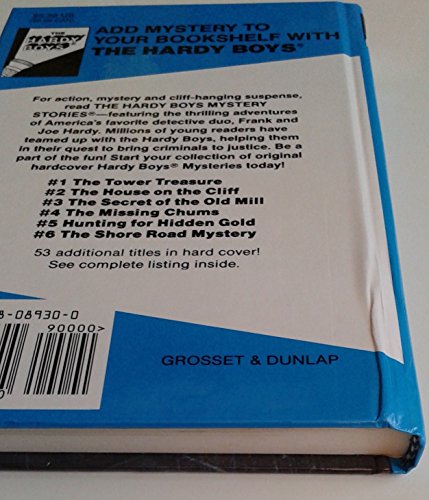 THE
HARDY
BOYS®
ADD MYSTERY TO
YOUR BOOKSHELF WITH
THE HARDY BOYS®
For action, mystery and cliff-hanging suspense,
read THE HARDY BOYS MYSTERY
STORIES®—featuring the thrilling adventures
of America's favorite detective duo, Frank and
Joe Hardy. Millions of young readers have
teamed up with the Hardy Boys, helping them
in their quest to bring criminals to justice. Be a
part of the fun! Start your collection of original
hardcover Hardy Boys® Mysteries today!
#1 The Tower Treasure
#2 The House on the Cliff
#3 The Secret of the Old Mill
#4 The Missing Chums
#5 Hunting for Hidden Gold
#6 The Shore Road Mystery
53 additional titles in hard cover!
See complete listing inside.
-08930-0
90000>
GROSSET & DUNLAP